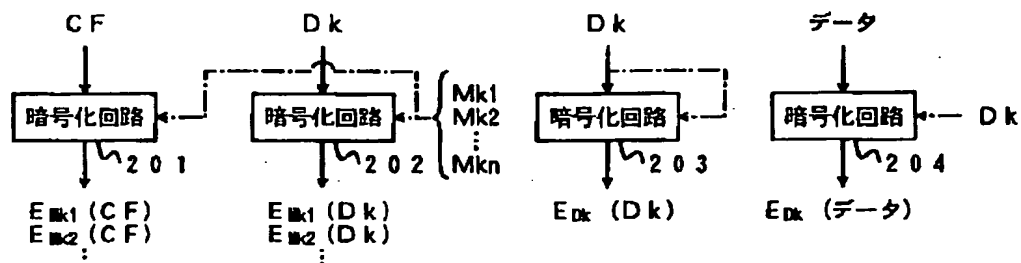 CF Dk Dk データ
Mk1
Mk2
⋮
Mkn
暗号化回路 暗号化回路 暗号化回路 暗号化回路 Dk
201 202 203 204
EMk1 (CF) EMk1 (Dk) EDk (Dk) EDk (データ)
EMk2 (CF) EMk2 (Dk)
⋮ ⋮